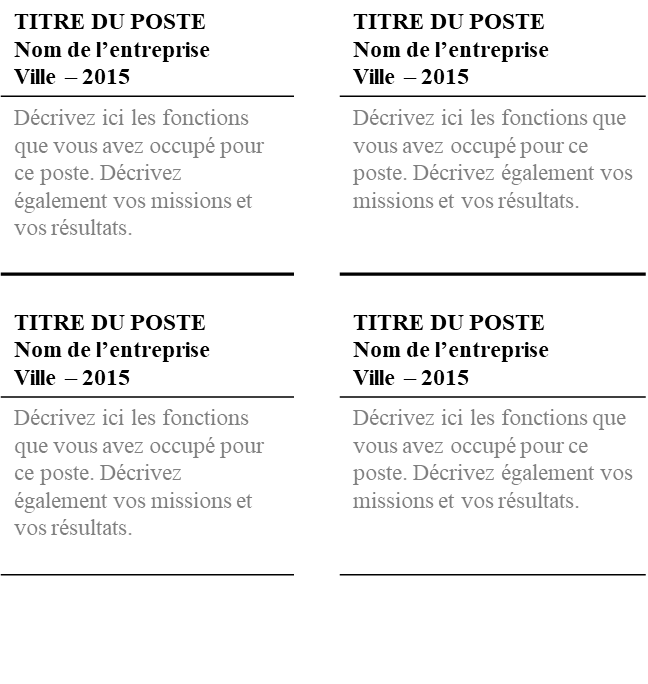 TITRE DU POSTE
Nom de l’entreprise
Ville – 2015
Décrivez ici les fonctions
que vous avez occupé pour
ce poste. Décrivez
également vos missions et
vos résultats.
TITRE DU POSTE
Nom de l’entreprise
Ville – 2015
Décrivez ici les fonctions que
vous avez occupé pour ce
poste. Décrivez également vos
missions et vos résultats.
TITRE DU POSTE
Nom de l’entreprise
Ville – 2015
Décrivez ici les fonctions
que vous avez occupé pour
ce poste. Décrivez
également vos missions et
vos résultats.
TITRE DU POSTE
Nom de l’entreprise
Ville – 2015
Décrivez ici les fonctions que
vous avez occupé pour ce
poste. Décrivez également vos
missions et vos résultats.